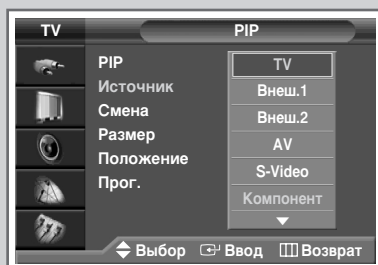 TV PIP
PIP TV
Источник Внеш.1
Смена Внеш.2
Размер AV
Положение S-Video
Прог. Компонент
Выбор Ввод Возврат